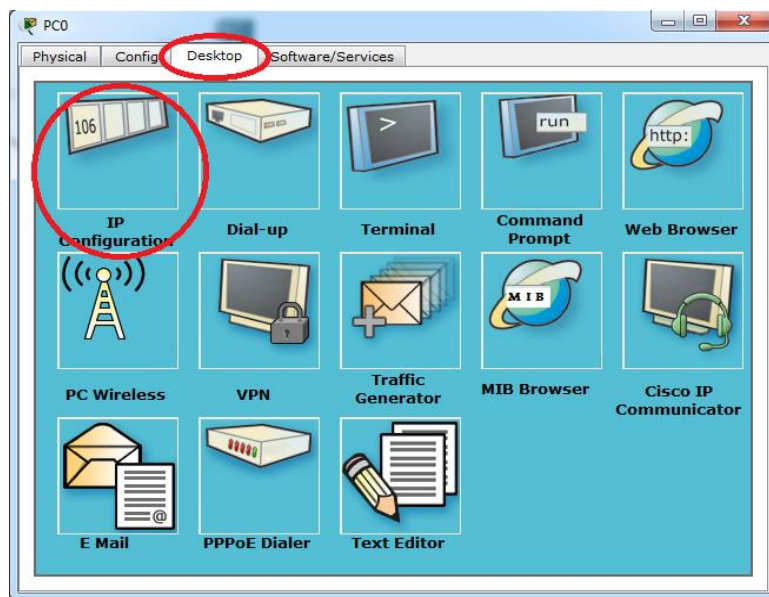 PC0
Physical Config Desktop Software/Services
106
>
run
http:
IP
Configuration
Dial-up
Terminal
Command
Prompt
Web Browser
MIB
PC Wireless
VPN
Traffic
Generator
MIB Browser
Cisco IP
Communicator
@
E Mail
PPPoE Dialer
Text Editor